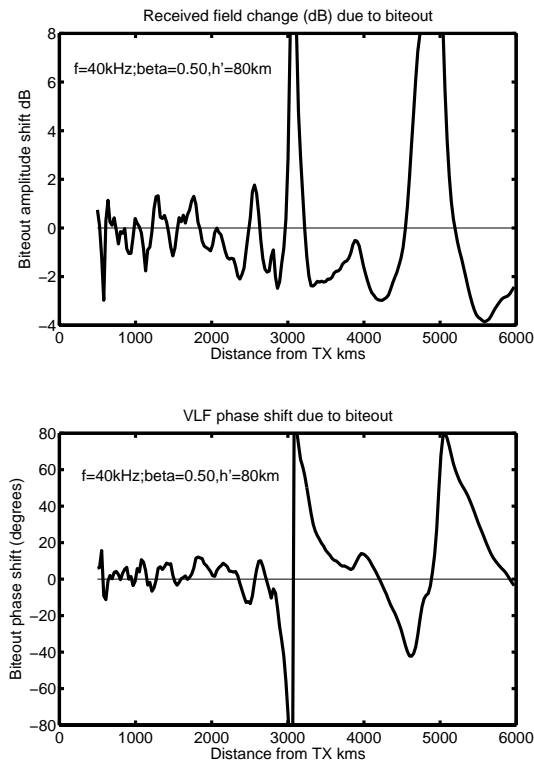 Received field change (dB) due to biteout
8
6
4
2
0
−2
−4
Biteout amplitude shift dB
f=40kHz;beta=0.50,h'=80km
0 1000 2000 3000 4000 5000 6000
Distance from TX kms
VLF phase shift due to biteout
80
60
40
20
0
−20
−40
−60
−80
Biteout phase shift (degrees)
f=40kHz;beta=0.50,h'=80km
0 1000 2000 3000 4000 5000 6000
Distance from TX kms